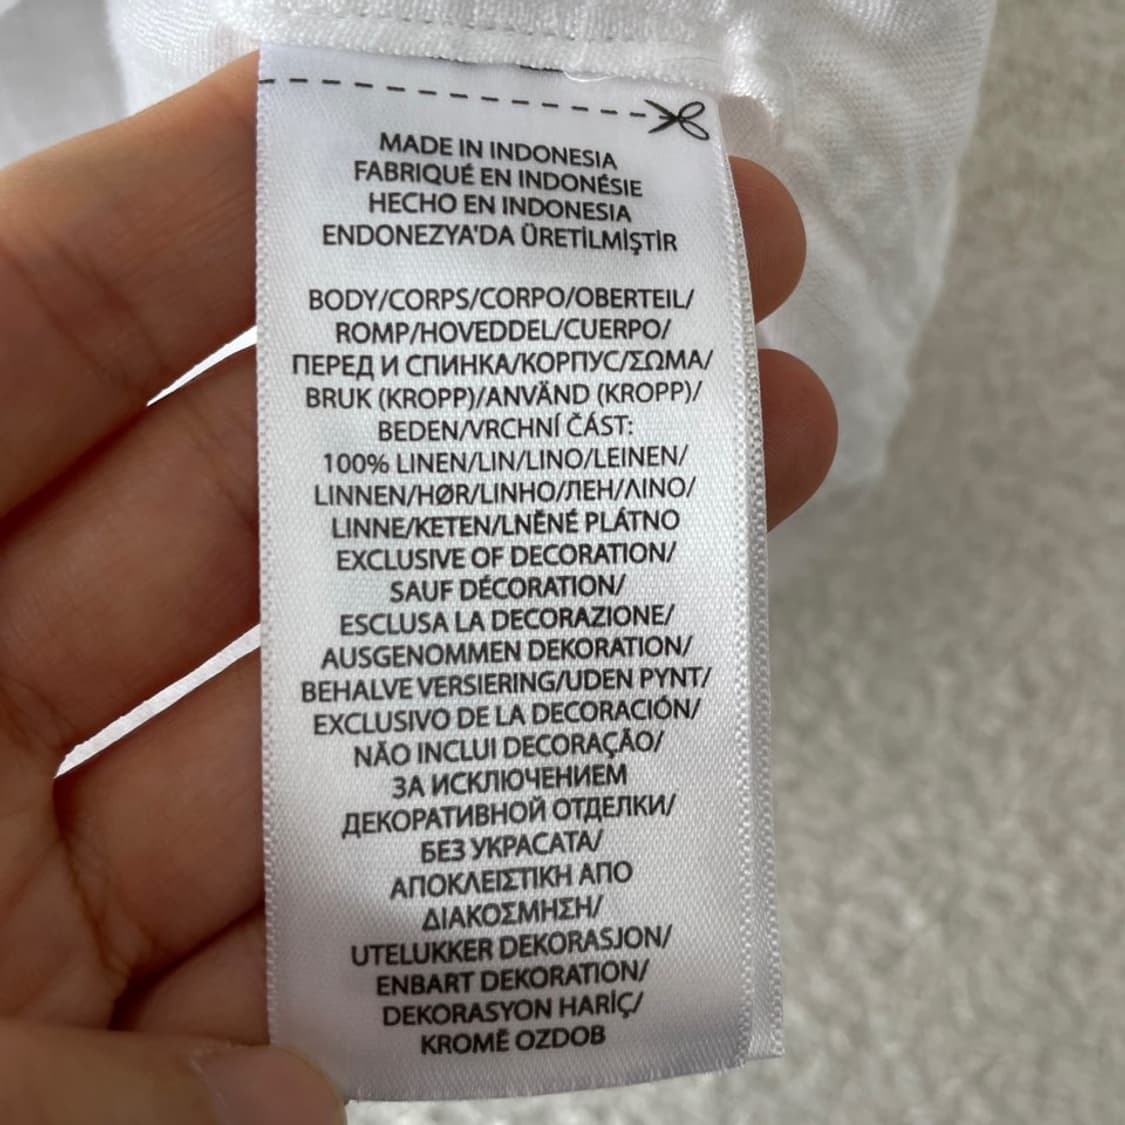 MADE IN INDONESIA
FABRIQUÉ EN INDONÉSIE
HECHO EN INDONESIA
ENDONEZYA'DA ÜRETİLMİŞTİR
BODY/CORPS/CORPO/OBERTEIL/
ROMP/HOVEDDEL/CUERPO/
ПЕРЕД И СПИНКА/КОРПУС/ΣΩΜΑ/
BRUK (KROPP)/ANVÄND (KROPP)/
BEDEN/VRCHNÍ ČÁST:
100% LINEN/LIN/LINO/LEINEN/
LINNEN/HØR/LINHO/ЛЕН/ΛΙΝΟ/
LINNE/KETEN/LNĚNÉ PLÁTNO
EXCLUSIVE OF DECORATION/
SAUF DÉCORATION/
ESCLUSA LA DECORAZIONE/
AUSGENOMMEN DEKORATION/
BEHALVE VERSIERING/UDEN PYNT/
EXCLUSIVO DE LA DECORACIÓN/
NÃO INCLUI DECORAÇÃO/
ЗА ИСКЛЮЧЕНИЕМ
ДЕКОРАТИВНОЙ ОТДЕЛКИ/
БЕЗ УКРАСАТА/
ΑΠΟΚΛΕΙΣΤΙΚΗ ΑΠΟ
ΔΙΑΚΟΣΜΗΣΗ/
UTELUKKER DEKORASJON/
ENBART DEKORATION/
DEKORASYON HARİÇ/
KROMĚ OZDOB